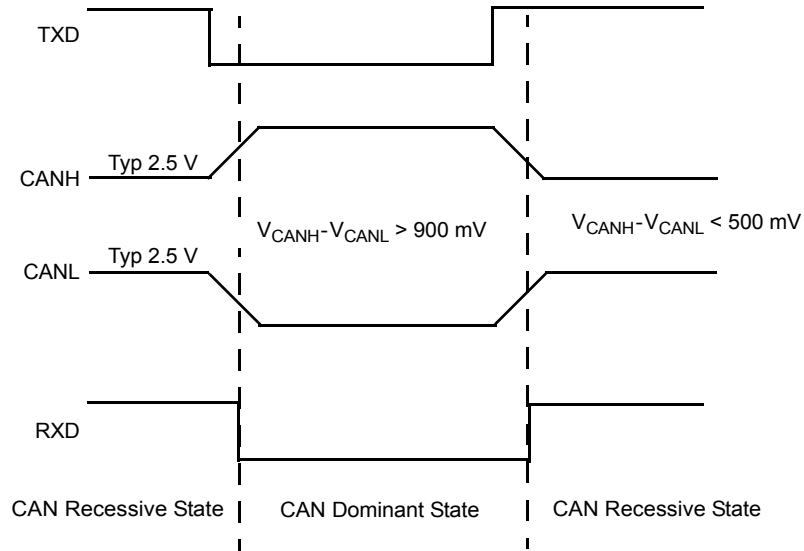 TXD
Typ 2.5 V
CANH
V_CANH-V_CANL > 900 mV
V_CANH-V_CANL < 500 mV
Typ 2.5 V
CANL
RXD
CAN Recessive State
CAN Dominant State
CAN Recessive State